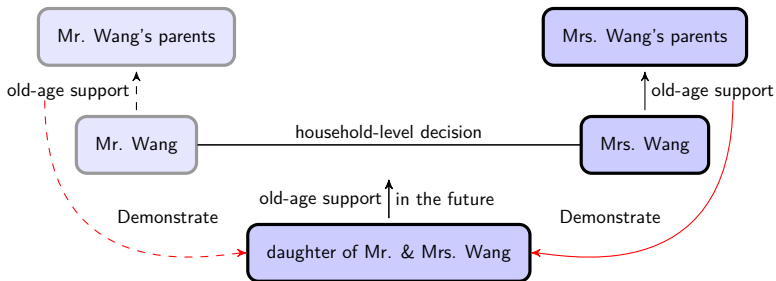 Mr. Wang's parents
Mrs. Wang's parents
old-age support
old-age support
Mr. Wang
household-level decision
Mrs. Wang
old-age support
in the future
Demonstrate
Demonstrate
daughter of Mr. & Mrs. Wang